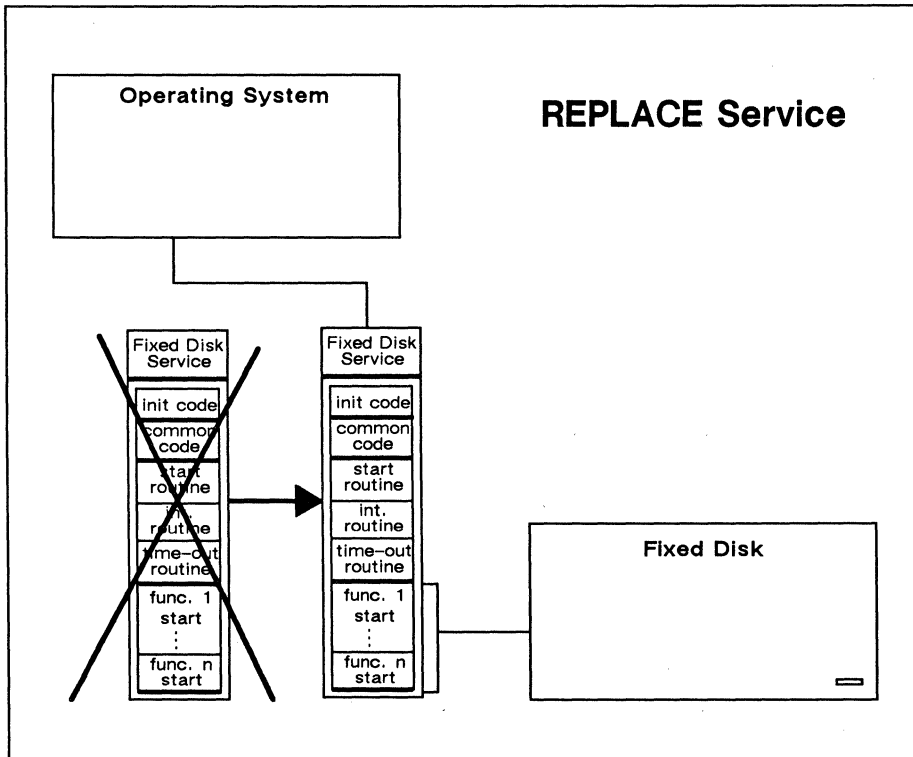 Operating System
REPLACE Service
Fixed Disk
Service
init code
common
code
start
routine
int.
routine
time-out
routine
func. 1
start
func. n
start
Fixed Disk
Service
init code
common
code
start
routine
int.
routine
time-out
routine
func. 1
start
func. n
start
Fixed Disk